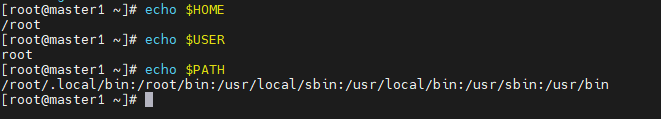 [root@master1 ~]# echo $HOME
/root
[root@master1 ~]# echo $USER
root
[root@master1 ~]# echo $PATH
/root/.local/bin:/root/bin:/usr/local/sbin:/usr/local/bin:/usr/sbin:/usr/bin
[root@master1 ~]#